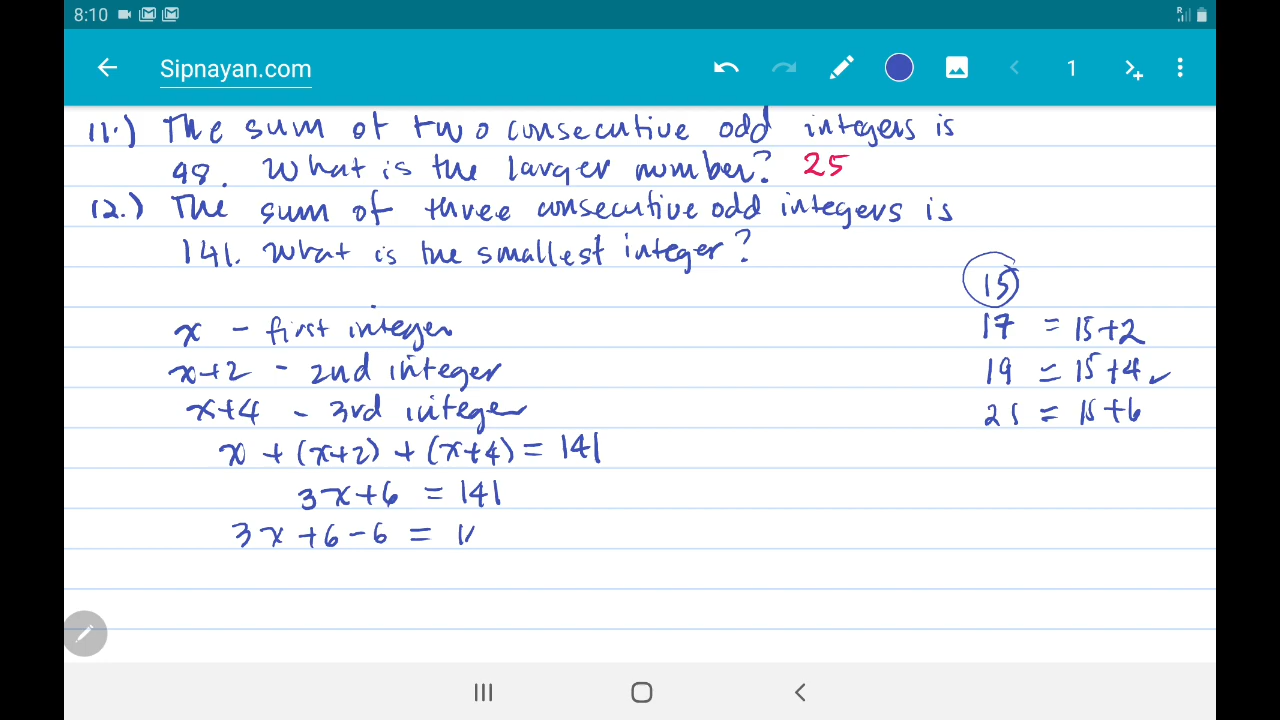 8:10
Sipnayan.com
1
11.) The sum of two consecutive odd integers is
48. What is the larger number? 25
12.) The sum of three consecutive odd integers is
141. What is the smallest integer?
15
x - first integer
17 = 15+2
x+2 - 2nd integer
19 = 15+4 ✓
x+4 - 3rd integer
21 = 15+6
x + (x+2) + (x+4) = 141
3x+6 = 141
3x+6-6 = 1